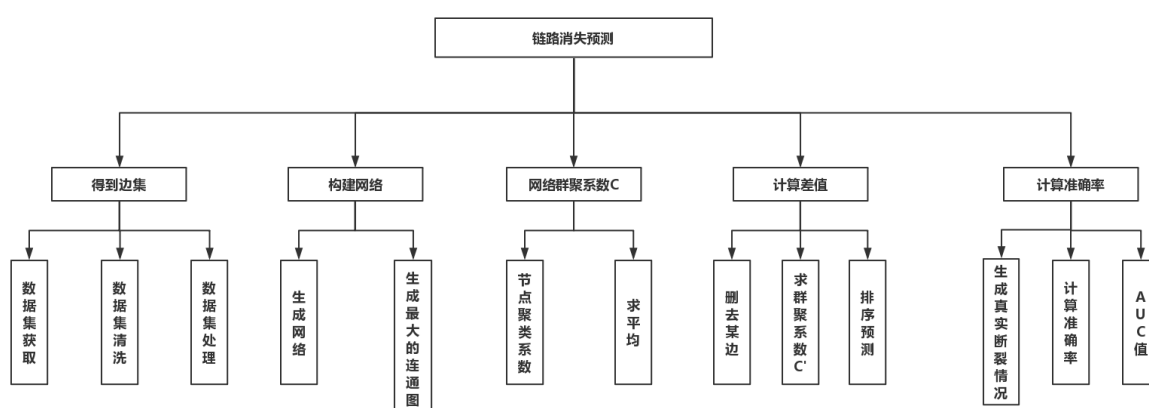 链路消失预测
得到边集
构建网络
网络群聚系数C
计算差值
计算准确率
数据集获取
数据集清洗
数据集处理
生成网络
生成最大的连通图
节点聚类系数
求平均
删去某边
求群聚系数C'
排序预测
生成真实断裂情况
计算准确率
AUC值